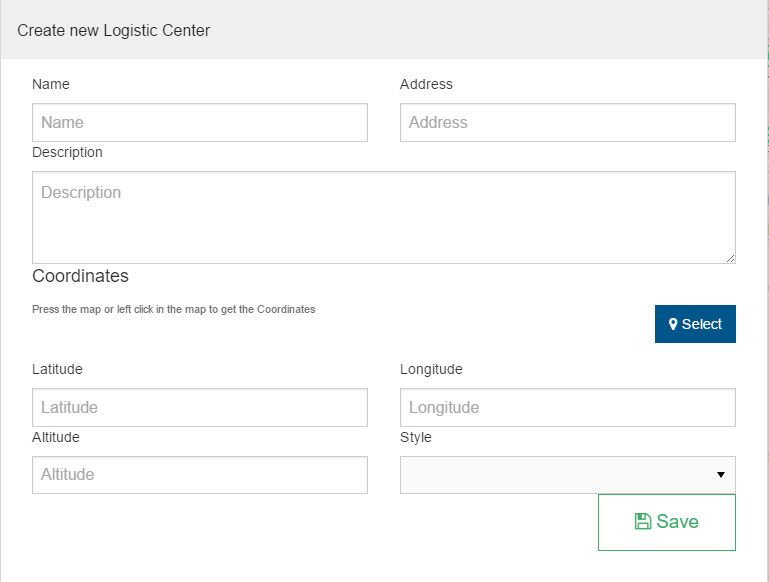 Create new Logistic Center
Name Address
Name Address
Description
Description
Coordinates
Press the map or left click in the map to get the Coordinates
Select
Latitude Longitude
Latitude Longitude
Altitude Style
Altitude
Save